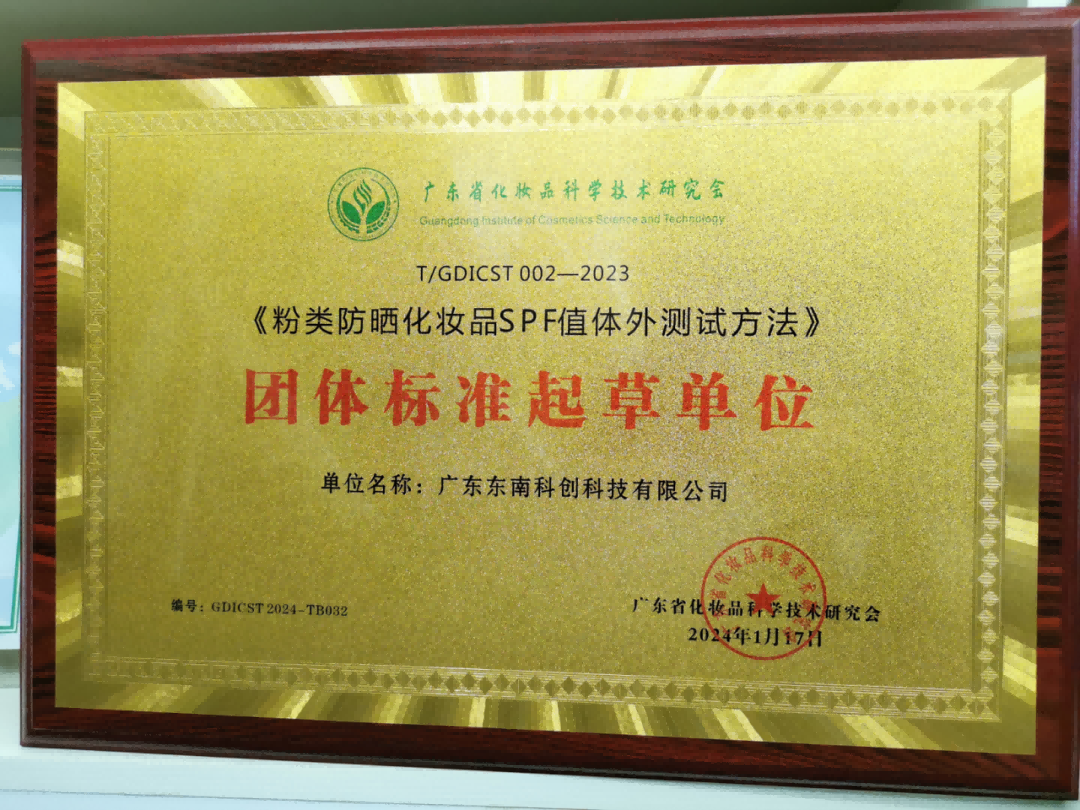 广东省化妆品科学技术研究会
Guangdong Institute of Cosmetics Science and Technology
T/GDICST 002—2023
《粉类防晒化妆品SPF值体外测试方法》
团体标准起草单位
单位名称：广东东南科创科技有限公司
编号：GDICST 2024-TB032
广东省化妆品科学技术研究会
2024年1月17日